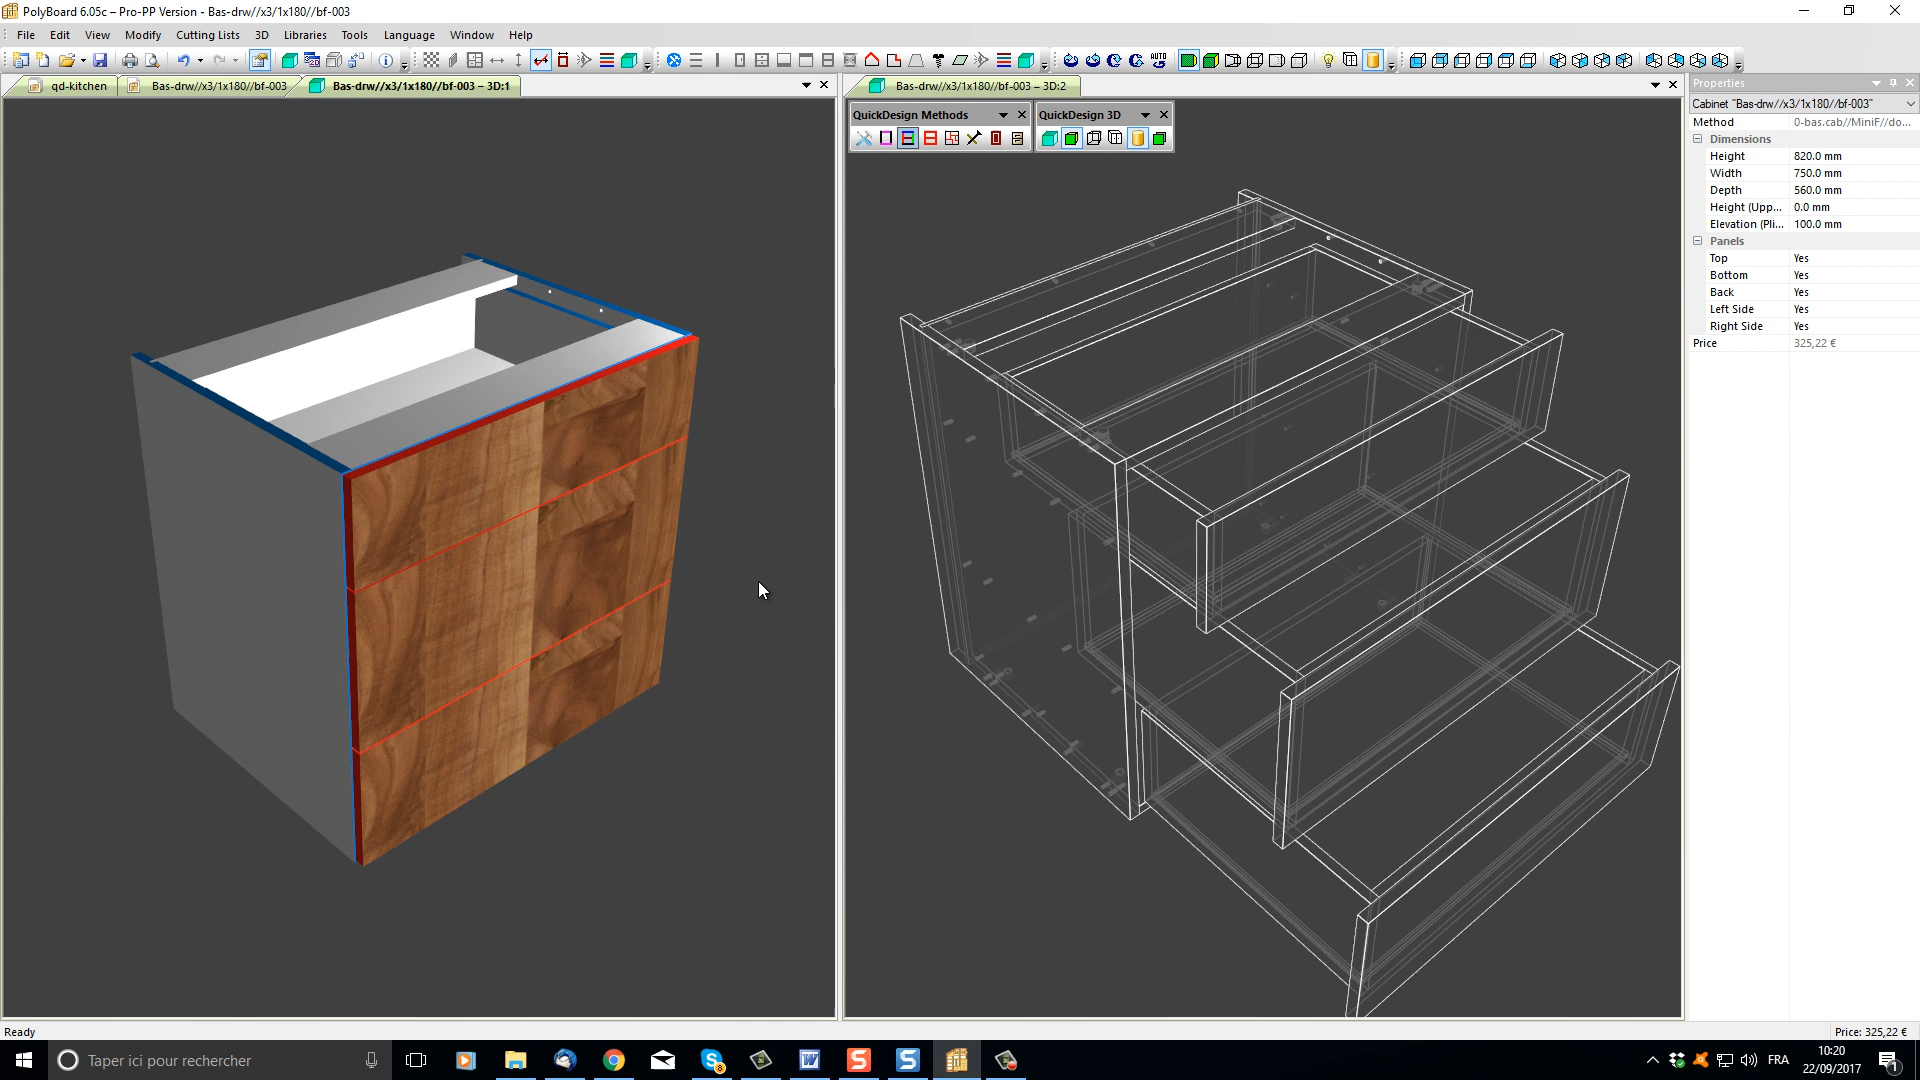 PolyBoard 6.05c – Pro-PP Version - Bas-drw//x3/1x180//bf-003
File Edit View Modify Cutting Lists 3D Libraries Tools Language Window Help
AUTO
qd-kitchen Bas-drw//x3/1x180//bf-003 Bas-drw//x3/1x180//bf-003 – 3D:1
Bas-drw//x3/1x180//bf-003 – 3D:2
QuickDesign Methods
QuickDesign 3D
Properties
Cabinet "Bas-drw//x3/1x180//bf-003"
Method 0-bas.cab//MiniF//do...
Dimensions
Height 820.0 mm
Width 750.0 mm
Depth 560.0 mm
Height (Upp... 0.0 mm
Elevation (Pli... 100.0 mm
Panels
Top Yes
Bottom Yes
Back Yes
Left Side Yes
Right Side Yes
Price 325,22 €
Ready
Price: 325,22 €
Taper ici pour rechercher
8
W
S
S
FRA
10:20
22/09/2017
1